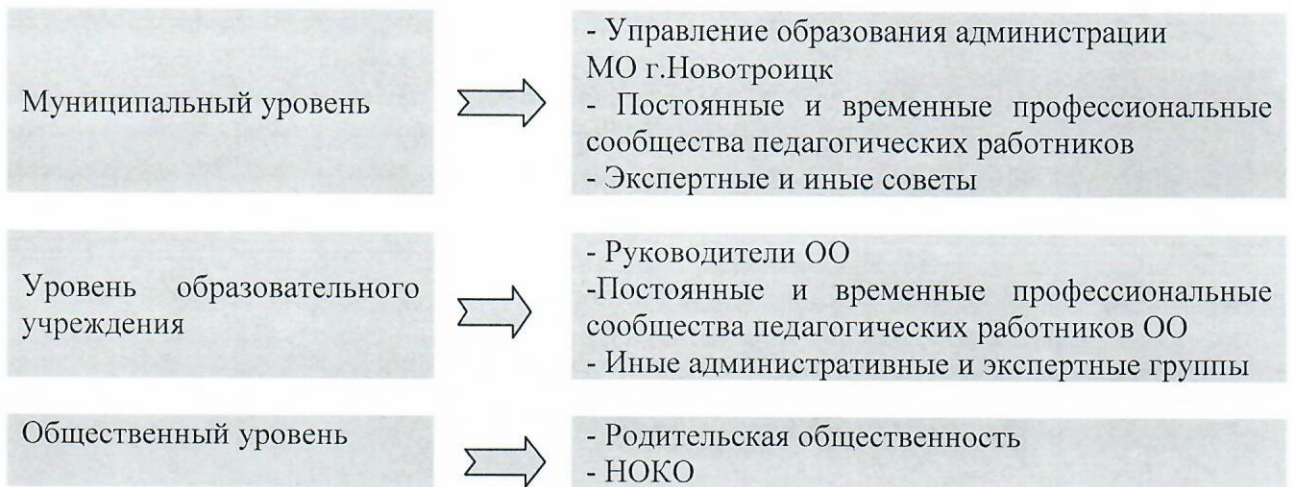 Муниципальный уровень
- Управление образования администрации
МО г.Новотроицк
- Постоянные и временные профессиональные
сообщества педагогических работников
- Экспертные и иные советы
Уровень образовательного
учреждения
- Руководители ОО
-Постоянные и временные профессиональные
сообщества педагогических работников ОО
- Иные административные и экспертные группы
Общественный уровень
- Родительская общественность
- НОКО